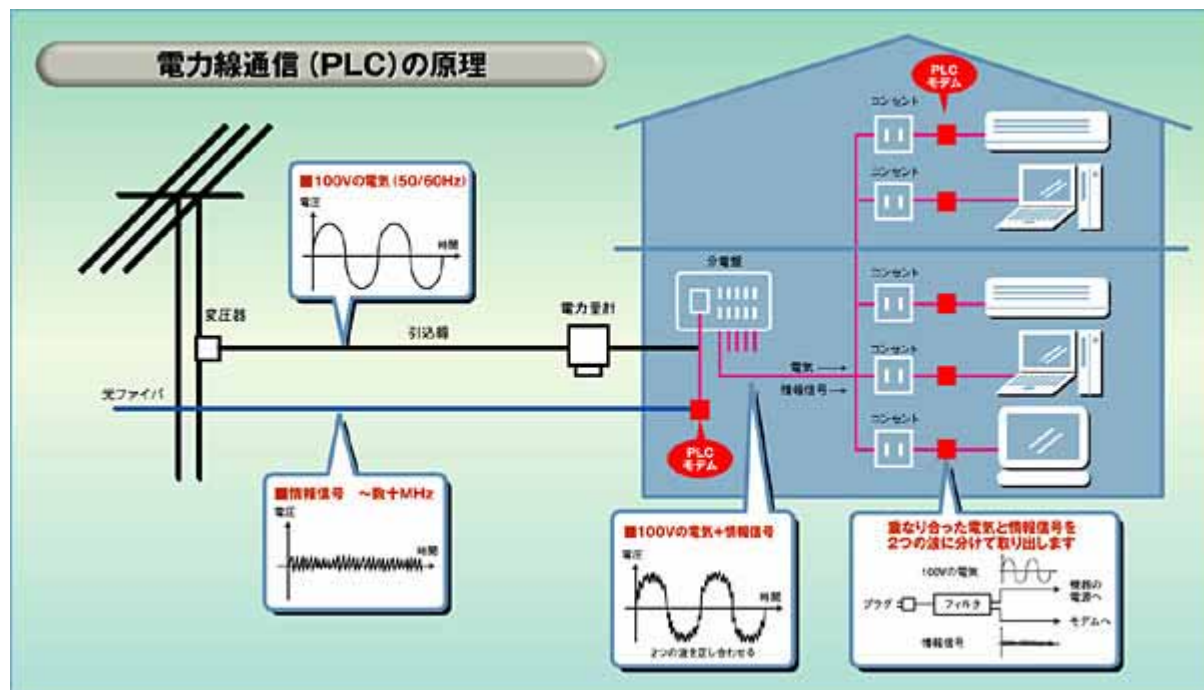 電力線通信(PLC)の原理
PLC
モデム
コンセント
コンセント
■100Vの電気(50/60Hz)
電圧
時間
分電盤
コンセント
変圧器
引込線
電力量計
コンセント
電気→
情報信号→
光ファイバ
コンセント
PLC
モデム
■情報信号 ～数十MHz
電圧
時間
■100Vの電気+情報信号
電圧
時間
2つの波を足し合わせる
重なり合った電気と情報信号を
2つの波に分けて取り出します
100Vの電気
機器の
電源へ
プラグ
フィルタ
モデムへ
情報信号